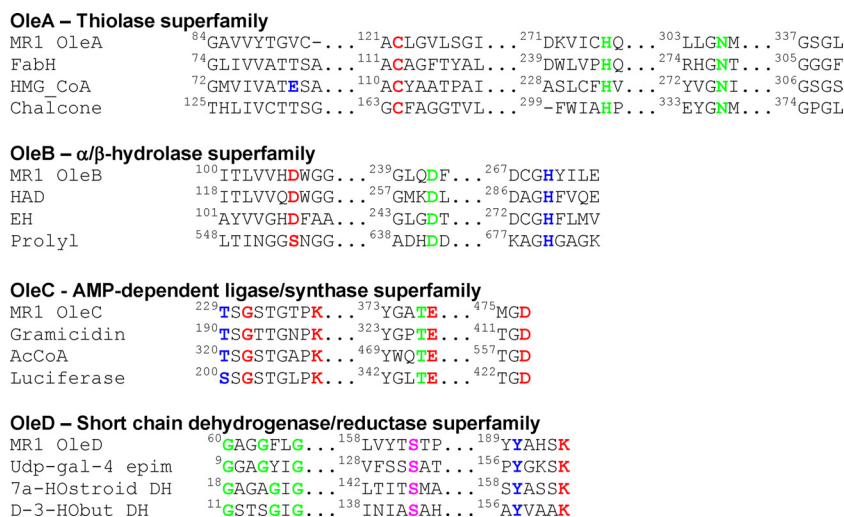 OleA – Thiolase superfamily
MR1 OleA 84GAVVYTGVC-... 121ACLGVLSGI... 271DKVICHQ... 303LLGNM... 337GSGL
FabH 74GLIVVATTSA... 111ACAGFTYAL... 239DWLVPHQ... 274RHGNT... 305GGGF
HMG_CoA 72GMVIVATESA... 110ACYAATPAI... 228ASLCFHV... 272YVGNI... 306GSGS
Chalcone 125THLIVCTTSG... 163GCFAGGTVL... 299-FWIAHP... 333EYGNM... 374GPGL
OleB – α/β-hydrolase superfamily
MR1 OleB 100ITLVVHDWGG... 239GLQDF... 267DCGHYILE
HAD 118ITLVVQDWGG... 257GMKDL... 286DAGHFVQE
EH 101AYVVGHDFAA... 243GLGDT... 272DCGHFLMV
Prolyl 548LTINGGSNGG... 638ADHDD... 677KAGHGAGK
OleC - AMP-dependent ligase/synthase superfamily
MR1 OleC 229TSGSTGTPK... 373YGATE... 475MGD
Gramicidin 190TSGTTGNPK... 323YGPTE... 411TGD
AcCoA 320TSGSTGAPK... 469YWQTE... 557TGD
Luciferase 200SSGSTGLPK... 342YGLTE... 422TGD
OleD – Short chain dehydrogenase/reductase superfamily
MR1 OleD 60GAGGFLG... 158LVYTSTP... 189YYAHSK
Udp-gal-4 epim 9GGAGYIG... 128VFSSSAT... 156PYGKSK
7a-HOstroid DH 18GAGAGIG... 142LTITSMA... 158SYASSK
D-3-HObut DH 11GSTSGIG... 138INIASAH... 156AYVAAK